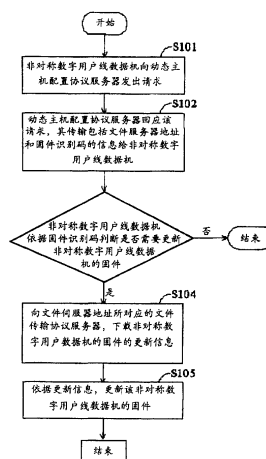 开始
S101
非对称数字用户线数据机向动态主
机配置协议服务器发出请求
S102
动态主机配置协议服务器回应该
请求，其传输包括文件服务器地址
和固件识别码的信息给非对称数字
用户线数据机
非对称数字用户线数据机
依据固件识别码判断是否需要更新
非对称数字用户线数据机
的固件
否
结束
是
S104
向文件伺服器地址所对应的文件
传输协议服务器，下载非对称数
字用户数据机的固件的更新信息
S105
依据更新信息，更新该非对称数
字用户线数据机的固件
结束